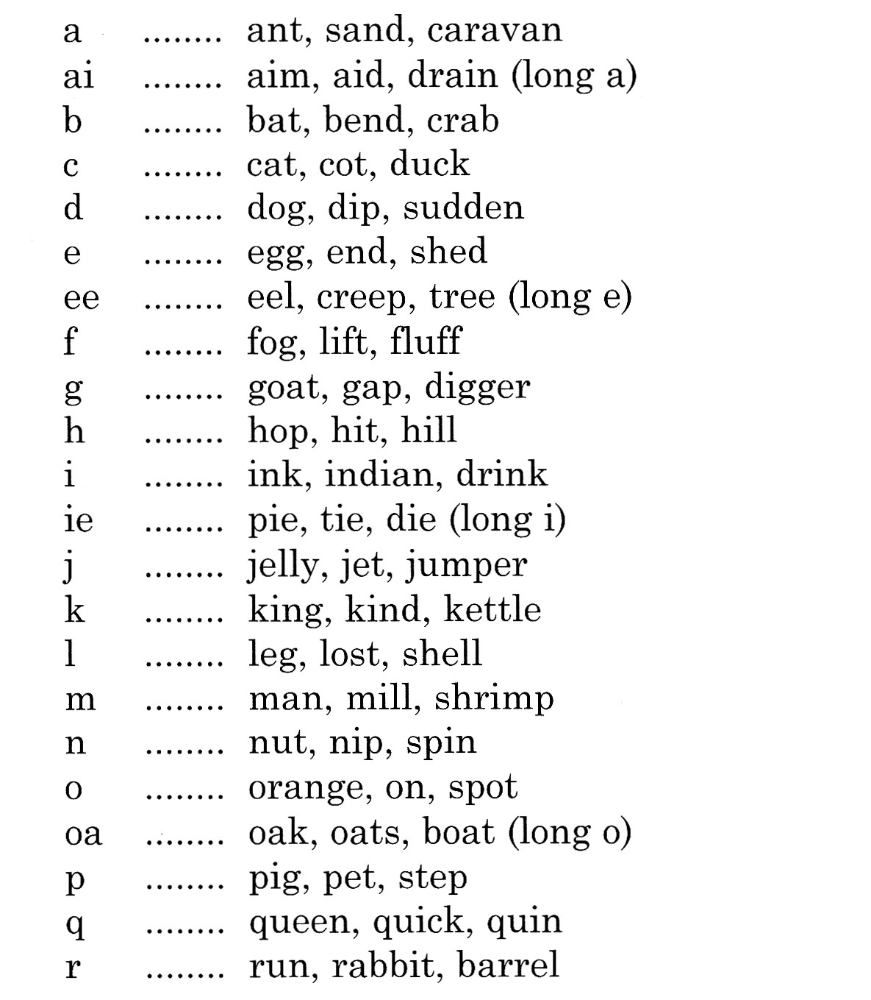 a ........ ant, sand, caravan
ai ........ aim, aid, drain (long a)
b ........ bat, bend, crab
c ........ cat, cot, duck
d ........ dog, dip, sudden
e ........ egg, end, shed
ee ........ eel, creep, tree (long e)
f ........ fog, lift, fluff
g ........ goat, gap, digger
h ........ hop, hit, hill
i ........ ink, indian, drink
ie ........ pie, tie, die (long i)
j ........ jelly, jet, jumper
k ........ king, kind, kettle
l ........ leg, lost, shell
m ........ man, mill, shrimp
n ........ nut, nip, spin
o ........ orange, on, spot
oa ........ oak, oats, boat (long o)
p ........ pig, pet, step
q ........ queen, quick, quin
r ........ run, rabbit, barrel